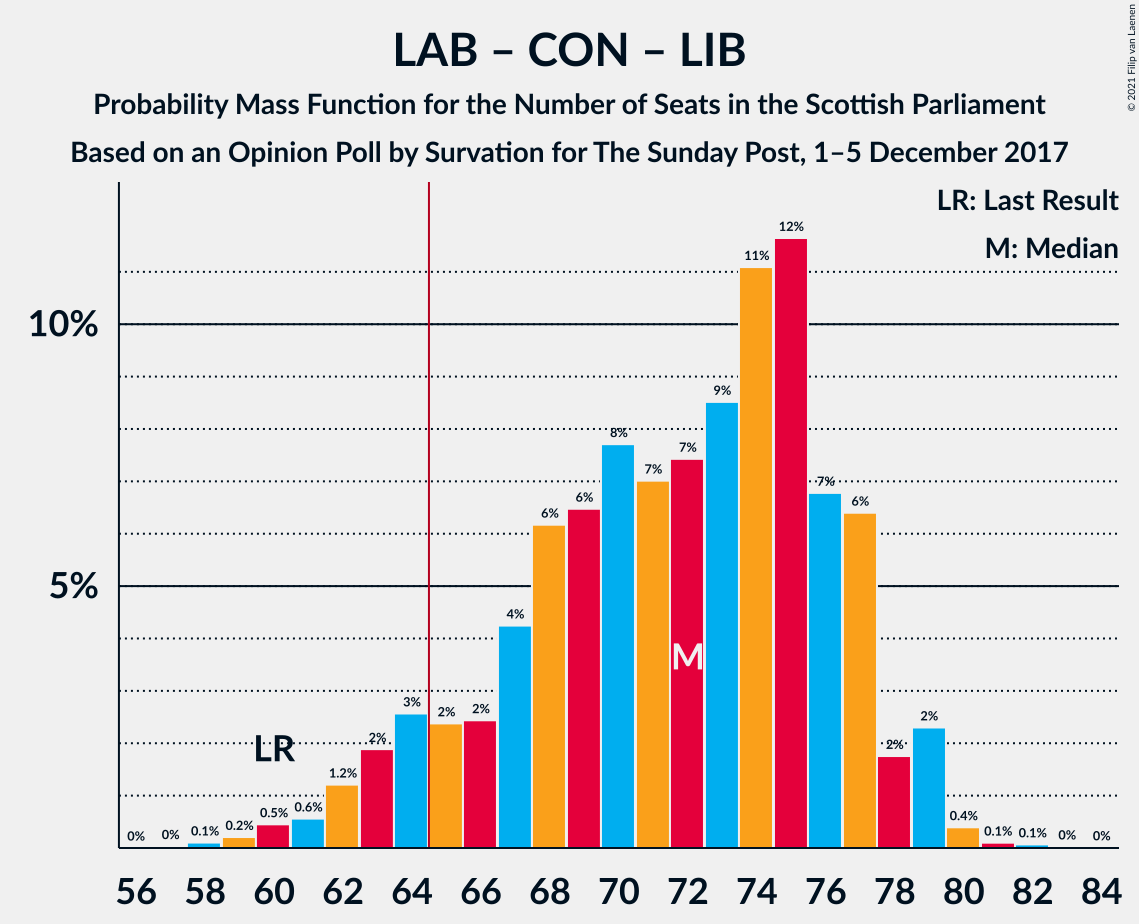 LAB – CON – LIB
Probability Mass Function for the Number of Seats in the Scottish Parliament
Based on an Opinion Poll by Survation for The Sunday Post, 1–5 December 2017
© 2021 Filip van Laenen
LR: Last Result
M: Median
10%
5%
0% 0% 0.1% 0.2% 0.5% 0.6% 1.2% 2% 3% 2% 2% 4% 6% 6% 8% 7% 7% 9% 11% 12% 7% 6% 2% 2% 0.4% 0.1% 0.1% 0% 0%
LR
M
56 58 60 62 64 66 68 70 72 74 76 78 80 82 84